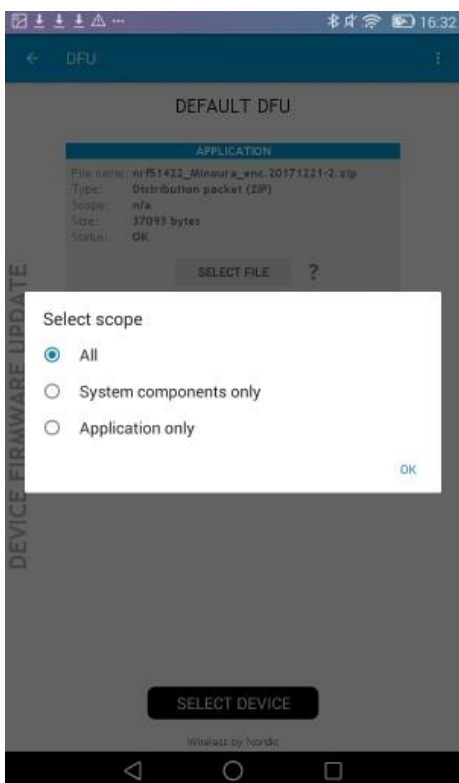 16:32
DFU
DEFAULT DFU
APPLICATION
File name: nrf51422_Minoura_enc.20171221-2.zip
Type: Distribution packet (ZIP)
Scope: n/a
Size: 37093 bytes
Status: OK
SELECT FILE ?
DEVICE FIRMWARE UPDATE
Select scope
All
System components only
Application only
OK
SELECT DEVICE
Wireless by Nordic